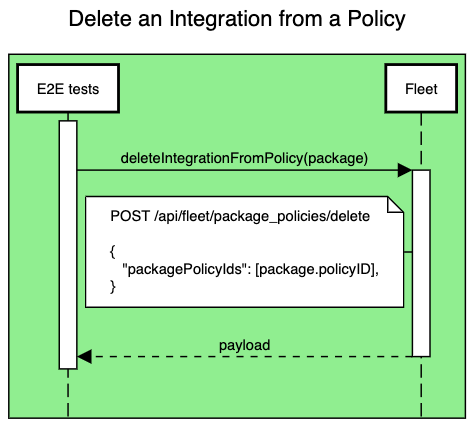 Delete an Integration from a Policy
E2E tests
Fleet
deleteIntegrationFromPolicy(package)
POST /api/fleet/package_policies/delete
{
"packagePolicyIds": [package.policyID],
}
payload